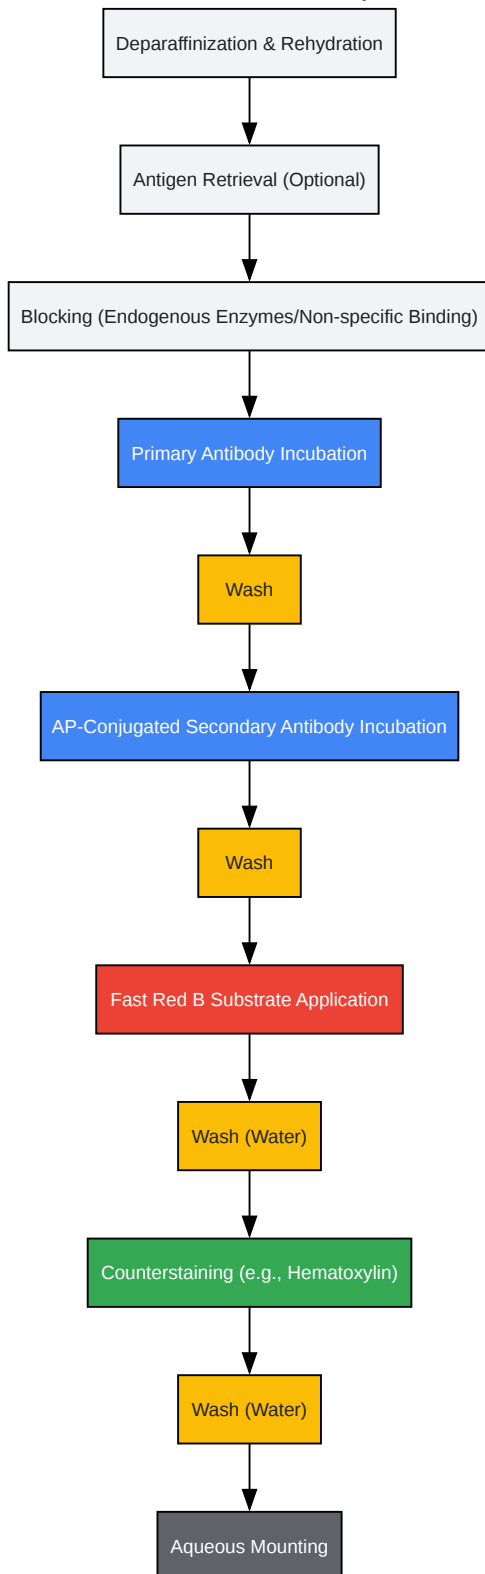 Deparaffinization & Rehydration
Antigen Retrieval (Optional)
Blocking (Endogenous Enzymes/Non-specific Binding)
Primary Antibody Incubation
Wash
AP-Conjugated Secondary Antibody Incubation
Wash
Fast Red B Substrate Application
Wash (Water)
Counterstaining (e.g., Hematoxylin)
Wash (Water)
Aqueous Mounting